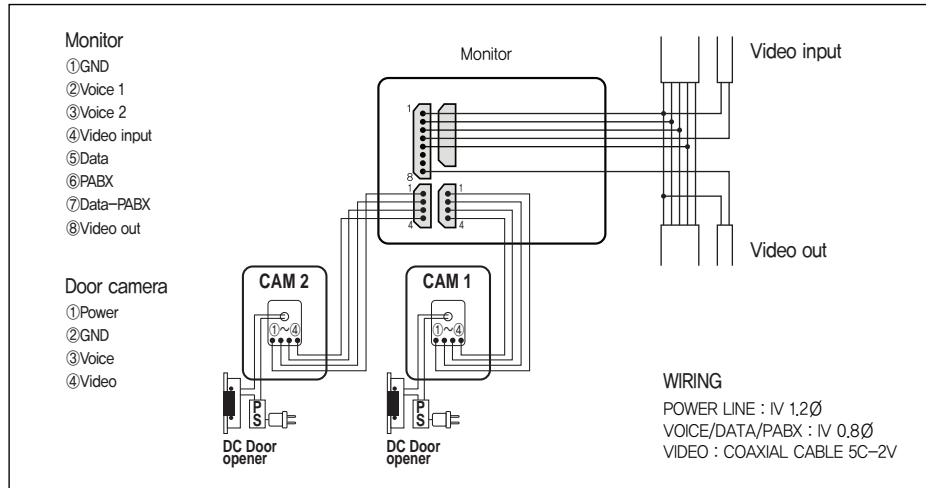 Monitor
①GND
②Voice 1
③Voice 2
④Video input
⑤Data
⑥PABX
⑦Data-PABX
⑧Video out
Door camera
①Power
②GND
③Voice
④Video
Monitor
1
8
1
4
1
4
CAM 2
①~④
CAM 1
①~④
P
S
DC Door
opener
P
S
DC Door
opener
Video input
Video out
WIRING
POWER LINE : IV 1.2Ø
VOICE/DATA/PABX : IV 0.8Ø
VIDEO : COAXIAL CABLE 5C-2V